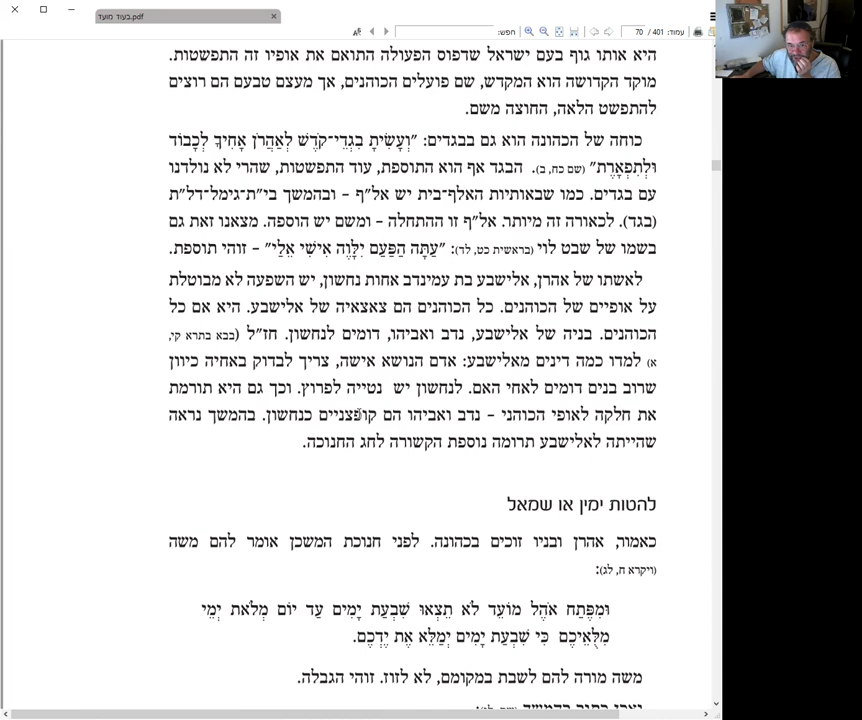 בעוד מועד.pdf
עמוד: 401 / 70
חפש:
היא אותו גוף בעם ישראל שדפוס הפעולה התואם את אופיו זה התפשטות.
מוקד הקדושה הוא המקדש, שם פועלים הכוהנים, אך מעצם טבעם הם רוצים
להתפשט הלאה, החוצה משם.
כוחה של הכהונה הוא גם בבגדים: "וְעָשִׂיתָ בִגְדֵי־קֹדֶשׁ לְאַהֲרֹן אָחִיךָ לְכָבוֹד
וּלְתִפְאָרֶת" (שם כח, ב). הבגד אף הוא התוספת, עוד התפשטות, שהרי לא נולדנו
עם בגדים. כמו שבאותיות האלף־בית יש אל"ף – ובהמשך בי"ת־גימל־דל"ת
(בגד). לכאורה זה מיותר. אל"ף זו ההתחלה – ומשם יש הוספה. מצאנו זאת גם
בשמו של שבט לוי (בראשית כט, לד): "עַתָּה הַפַּעַם יִלָּוֶה אִישִׁי אֵלַי" – זוהי תוספת.
לאשתו של אהרן, אלישבע בת עמינדב אחות נחשון, יש השפעה לא מבוטלת
על אופיים של הכוהנים. כל הכוהנים הם צאצאיה של אלישבע. היא אם כל
הכוהנים. בניה של אלישבע, נדב ואביהו, דומים לנחשון. חז"ל (בבא בתרא קי,
א) למדו כמה דינים מאלישבע: אדם הנושא אישה, צריך לבדוק באחיה כיוון
שרוב בנים דומים לאחי האם. לנחשון יש נטייה לפרוץ. וכך גם היא תורמת
את חלקה לאופי הכוהני – נדב ואביהו הם קופצניים כנחשון. בהמשך נראה
שהייתה לאלישבע תרומה נוספת הקשורה לחג החנוכה.
להטות ימין או שמאל
כאמור, אהרן ובניו זוכים בכהונה. לפני חנוכת המשכן אומר להם משה
(ויקרא ח, לג):
וּמִפֶּתַח אֹהֶל מוֹעֵד לֹא תֵצְאוּ שִׁבְעַת יָמִים עַד יוֹם מְלֹאת יְמֵי
מִלֻּאֵיכֶם כִּי שִׁבְעַת יָמִים יְמַלֵּא אֶת יֶדְכֶם.
משה מורה להם לשבת במקומם, לא לזוז. זוהי הגבלה.